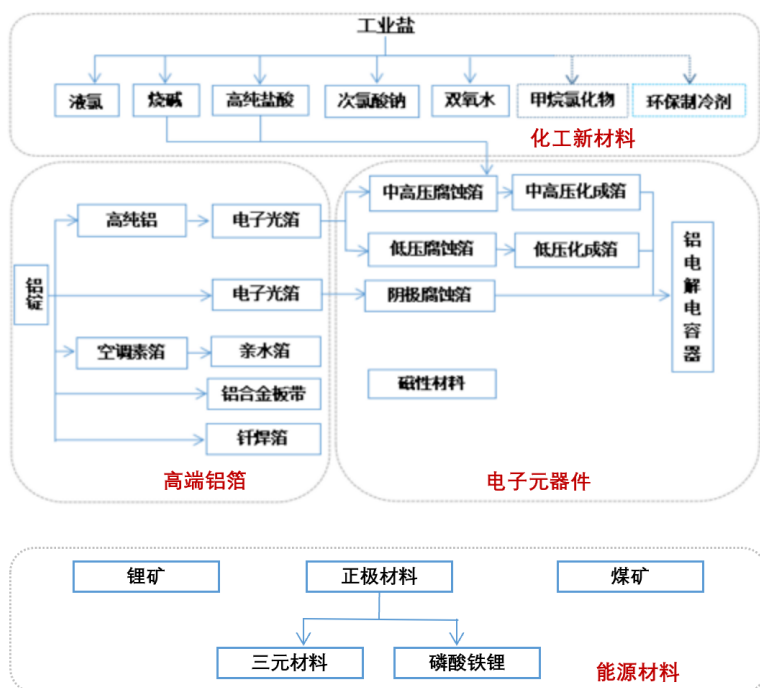 工业盐
液氯 烧碱 高纯盐酸 次氯酸钠 双氧水 甲烷氯化物 环保制冷剂
化工新材料
铝锭
高纯铝 电子光箔
电子光箔
空调素箔 亲水箔
铝合金板带
钎焊箔
高端铝箔
中高压腐蚀箔 中高压化成箔
低压腐蚀箔 低压化成箔
阴极腐蚀箔
磁性材料
铝电解电容器
电子元器件
锂矿 正极材料 煤矿
三元材料 磷酸铁锂
能源材料